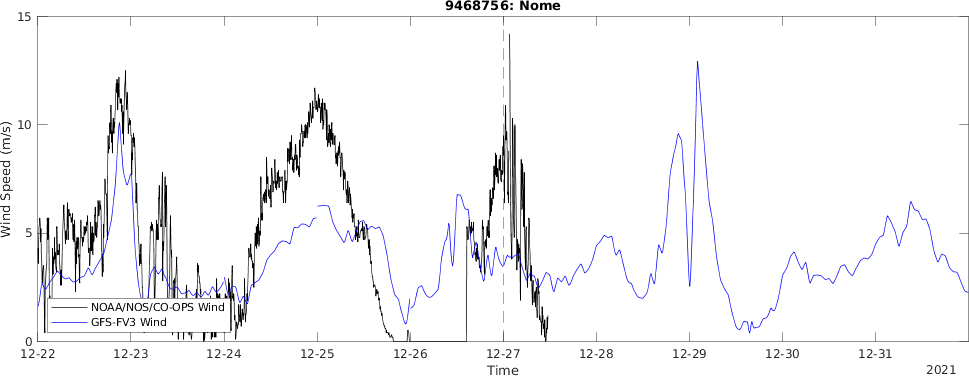 9468756: Nome
15
10
5
0
Wind Speed (m/s)
NOAA/NOS/CO-OPS Wind
GFS-FV3 Wind
12-22 12-23 12-24 12-25 12-26 12-27 12-28 12-29 12-30 12-31
Time
2021